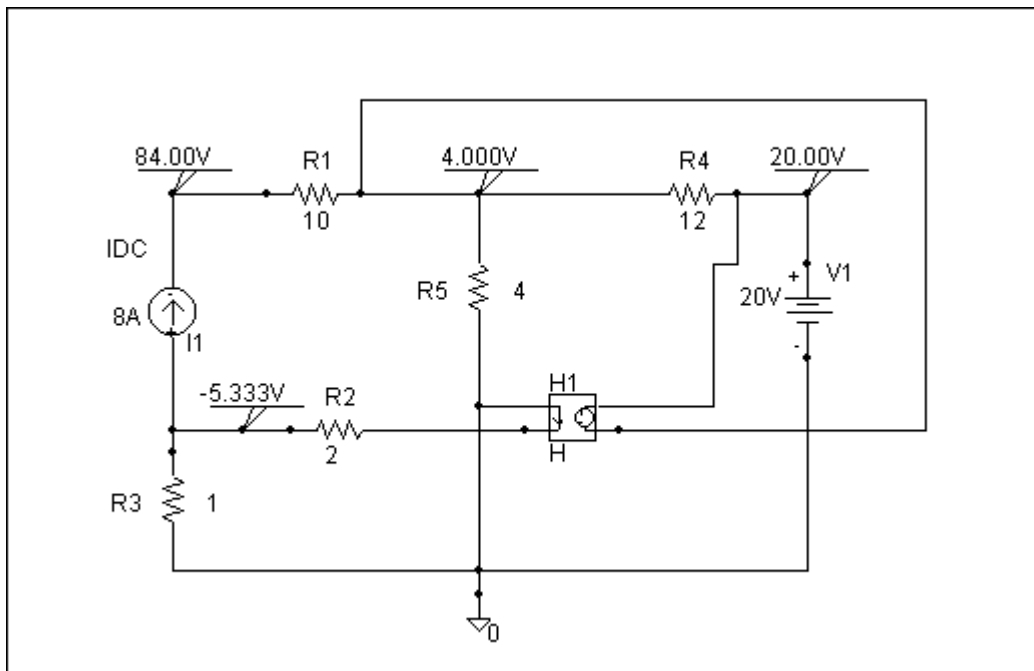 84.00V
R1
10
4.000V
R4
12
20.00V
IDC
8A
I1
R5
4
+
V1
20V
-
-5.333V
R2
2
H1
H
R3
1
0